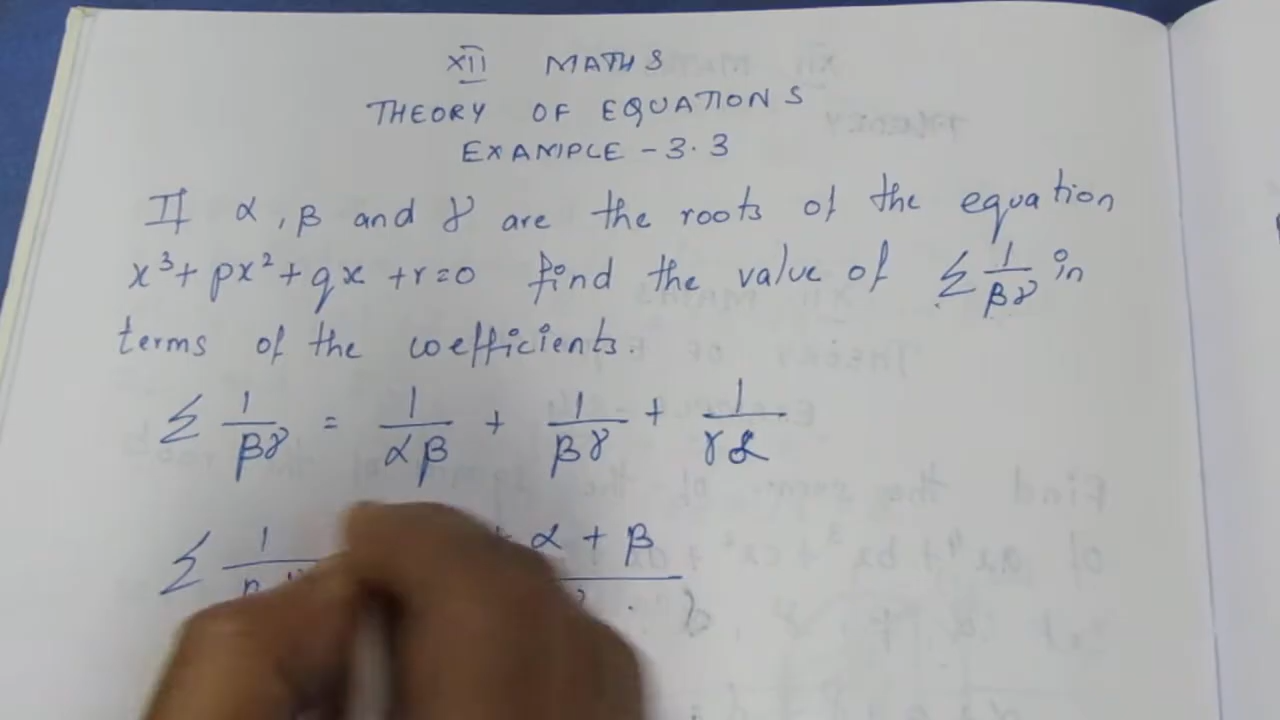 XII MATHS
THEORY OF EQUATIONS
EXAMPLE - 3.3
If α, β and γ are the roots of the equation
x³ + px² + qx + r = 0 find the value of Σ 1/βγ in
terms of the coefficients.
Σ 1/βγ = 1/αβ + 1/βγ + 1/γα
Σ 1/ + α + β